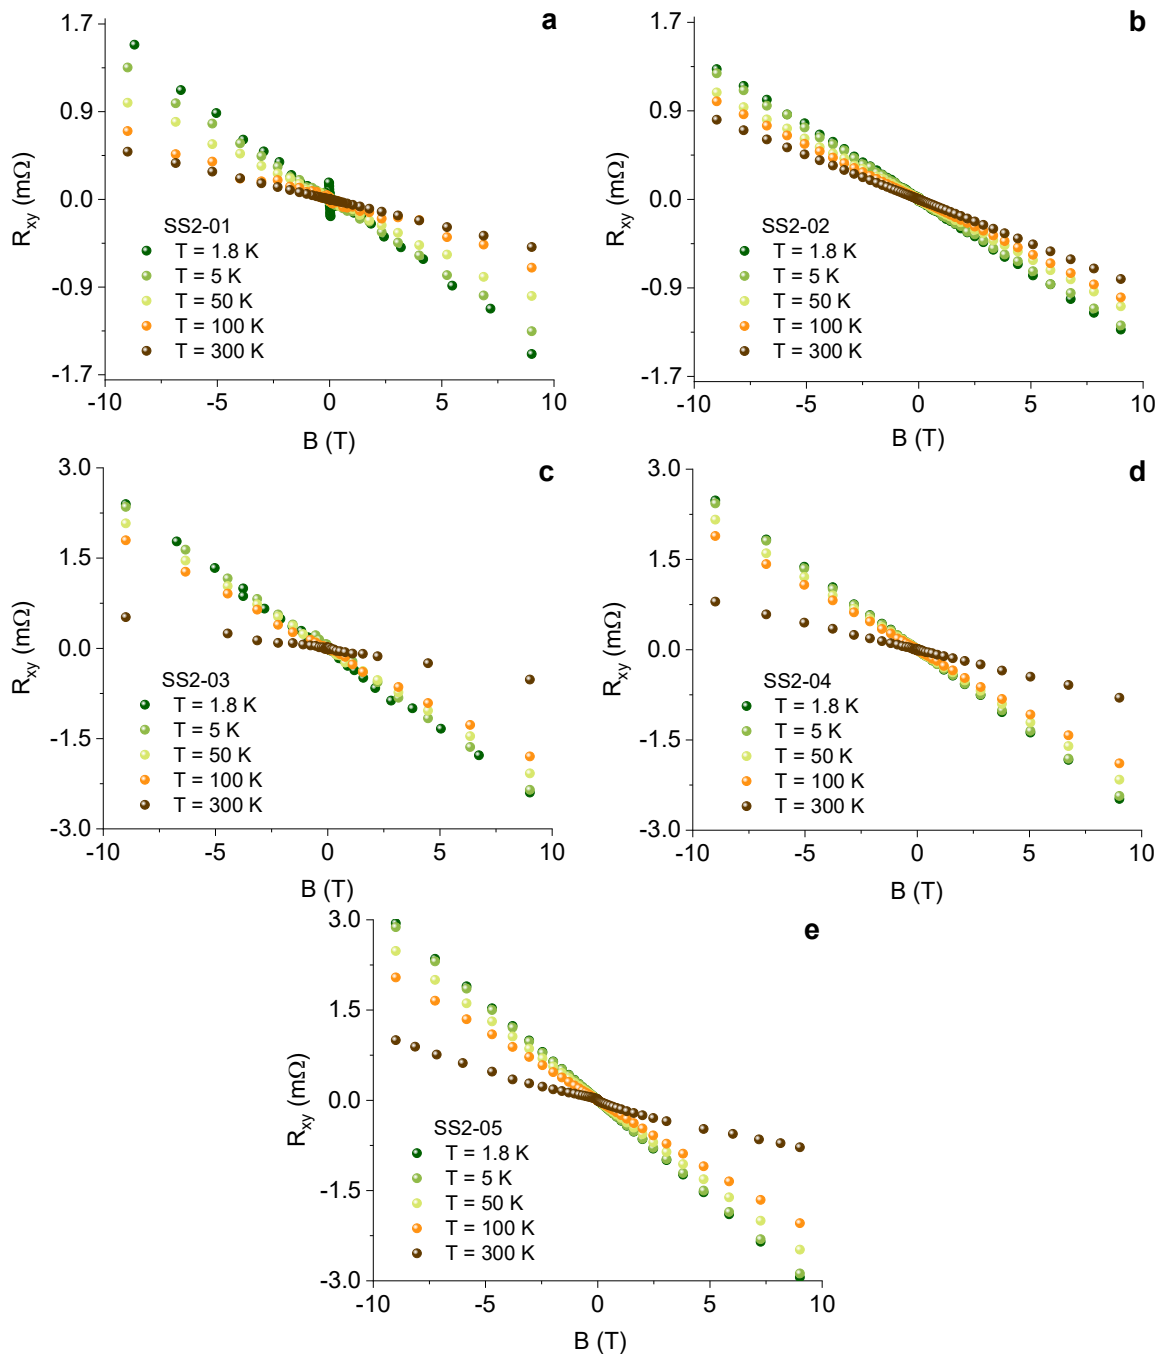 a
1.7
0.9
0.0
-0.9
-1.7
R_xy (mΩ)
SS2-01
T = 1.8 K
T = 5 K
T = 50 K
T = 100 K
T = 300 K
-10 -5 0 5 10
B (T)
b
1.7
0.9
0.0
-0.9
-1.7
R_xy (mΩ)
SS2-02
T = 1.8 K
T = 5 K
T = 50 K
T = 100 K
T = 300 K
-10 -5 0 5 10
B (T)
c
3.0
1.5
0.0
-1.5
-3.0
R_xy (mΩ)
SS2-03
T = 1.8 K
T = 5 K
T = 50 K
T = 100 K
T = 300 K
-10 -5 0 5 10
B (T)
d
3.0
1.5
0.0
-1.5
-3.0
R_xy (mΩ)
SS2-04
T = 1.8 K
T = 5 K
T = 50 K
T = 100 K
T = 300 K
-10 -5 0 5 10
B (T)
e
3.0
1.5
0.0
-1.5
-3.0
R_xy (mΩ)
SS2-05
T = 1.8 K
T = 5 K
T = 50 K
T = 100 K
T = 300 K
-10 -5 0 5 10
B (T)